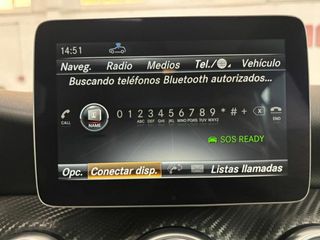 14:51
Naveg. Radio Medios Tel./ Vehículo
Buscando teléfonos Bluetooth autorizados...
CALL NAME 0 1 2 3 4 5 6 7 8 9 * # + X END
ABC DEF GHI JKL MNO PQRS TUV WXYZ
SOS READY
Opc. Conectar disp. Listas llamadas